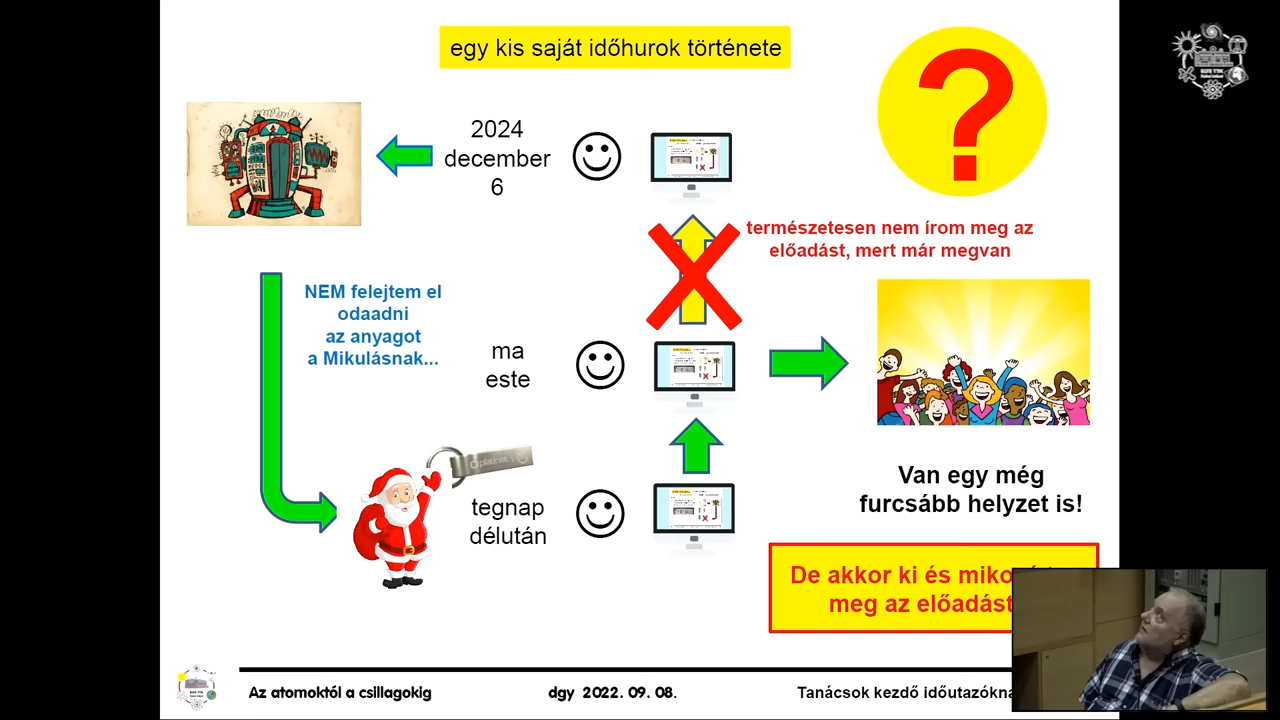 egy kis saját időhurok története
2024
december
6
természetesen nem írom meg az
előadást, mert már megvan
NEM felejtem el
odaadni
az anyagot
a Mikulásnak...
ma
este
platinet
Van egy még
furcsább helyzet is!
tegnap
délután
De akkor ki és
meg az előadást
Az atomoktól a csillagokig
dgy 2022. 09. 08.
Tanácsok kezdő